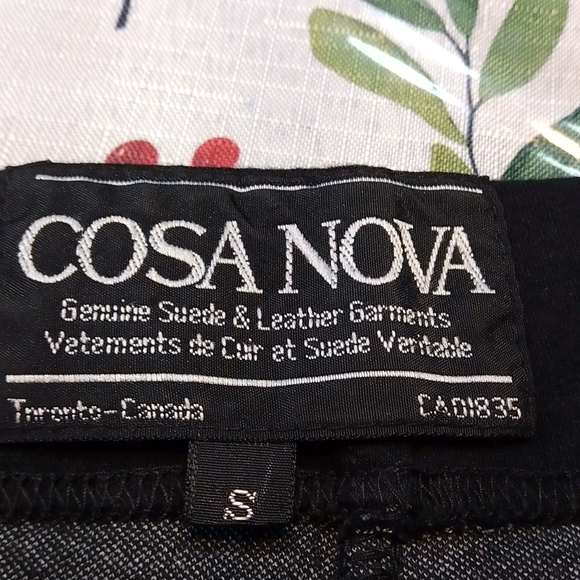 COSA NOVA
Genuine Suede & Leather Garments
Vetements de Cuir et Suede Veritable
Toronto-Canada CA01835
S